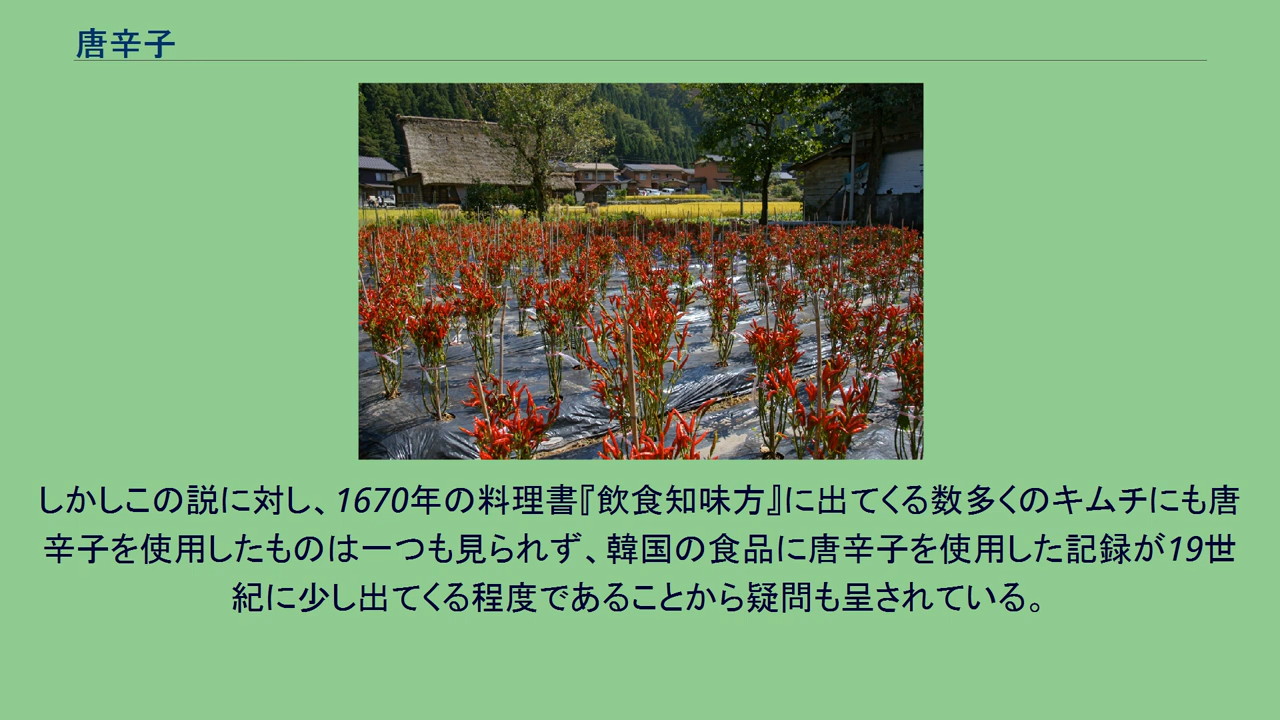 唐辛子
しかしこの説に対し、1670年の料理書『飲食知味方』に出てくる数多くのキムチにも唐
辛子を使用したものは一つも見られず、韓国の食品に唐辛子を使用した記録が19世
紀に少し出てくる程度であることから疑問も呈されている。